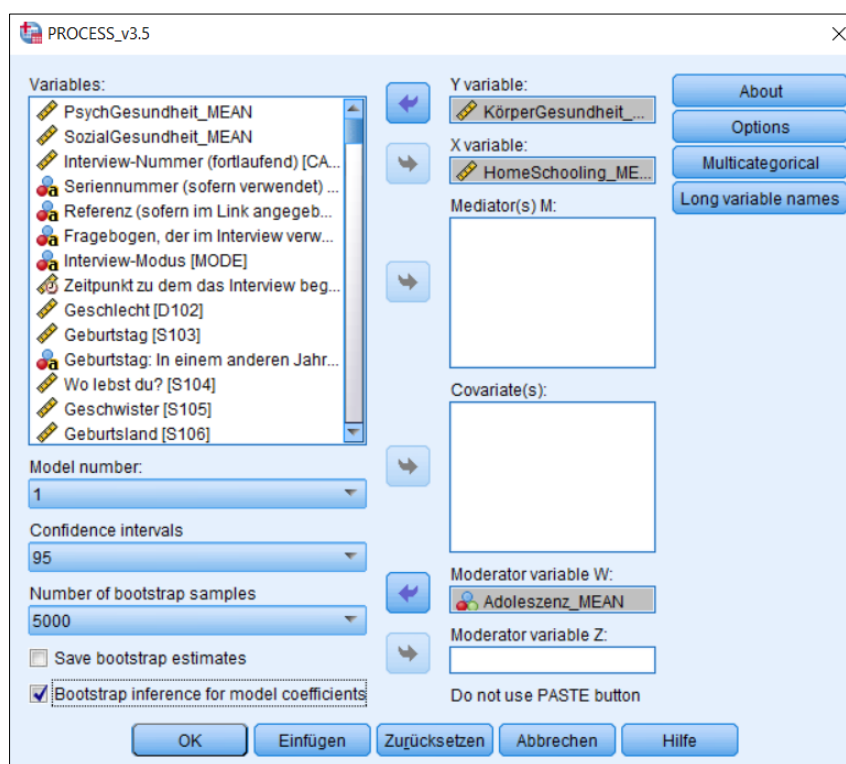 PROCESS_v3.5
Variables:
PsychGesundheit_MEAN
SozialGesundheit_MEAN
Interview-Nummer (fortlaufend) [CA...
Seriennummer (sofern verwendet) ...
Referenz (sofern im Link angegeb...
Fragebogen, der im Interview verw...
Interview-Modus [MODE]
Zeitpunkt zu dem das Interview beg...
Geschlecht [D102]
Geburtstag [S103]
Geburtstag: In einem anderen Jahr...
Wo lebst du? [S104]
Geschwister [S105]
Geburtsland [S106]
Model number:
1
Confidence intervals
95
Number of bootstrap samples
5000
Save bootstrap estimates
Bootstrap inference for model coefficients
Y variable:
KörperGesundheit_...
X variable:
HomeSchooling_ME...
Mediator(s) M:
Covariate(s):
Moderator variable W:
Adoleszenz_MEAN
Moderator variable Z:
Do not use PASTE button
About
Options
Multicategorical
Long variable names
OK
Einfügen
Zurücksetzen
Abbrechen
Hilfe